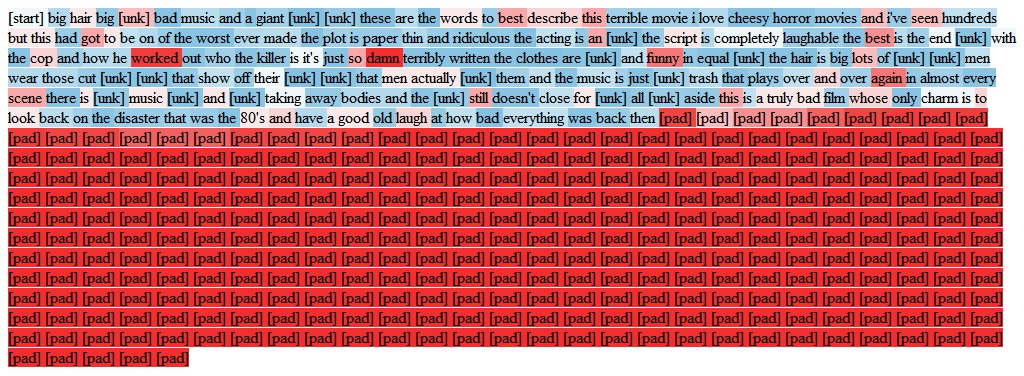 [start] big hair big [unk] bad music and a giant [unk] [unk] these are the words to best describe this terrible movie i love cheesy horror movies and i've seen hundreds
but this had got to be on of the worst ever made the plot is paper thin and ridiculous the acting is an [unk] the script is completely laughable the best is the end [unk] with
the cop and how he worked out who the killer is it's just so damn terribly written the clothes are [unk] and funny in equal [unk] the hair is big lots of [unk] [unk] men
wear those cut [unk] [unk] that show off their [unk] [unk] that men actually [unk] them and the music is just [unk] trash that plays over and over again in almost every
scene there is [unk] music [unk] and [unk] taking away bodies and the [unk] still doesn't close for [unk] all [unk] aside this is a truly bad film whose only charm is to
look back on the disaster that was the 80's and have a good old laugh at how bad everything was back then [pad] [pad] [pad] [pad] [pad] [pad] [pad] [pad] [pad]
[pad] [pad] [pad] [pad] [pad] [pad] [pad] [pad] [pad] [pad] [pad] [pad] [pad] [pad] [pad] [pad] [pad] [pad] [pad] [pad] [pad] [pad] [pad] [pad] [pad] [pad] [pad]
[pad] [pad] [pad] [pad] [pad] [pad] [pad] [pad] [pad] [pad] [pad] [pad] [pad] [pad] [pad] [pad] [pad] [pad] [pad] [pad] [pad] [pad] [pad] [pad] [pad] [pad] [pad]
[pad] [pad] [pad] [pad] [pad] [pad] [pad] [pad] [pad] [pad] [pad] [pad] [pad] [pad] [pad] [pad] [pad] [pad] [pad] [pad] [pad] [pad] [pad] [pad] [pad] [pad] [pad]
[pad] [pad] [pad] [pad] [pad] [pad] [pad] [pad] [pad] [pad] [pad] [pad] [pad] [pad] [pad] [pad] [pad] [pad] [pad] [pad] [pad] [pad] [pad] [pad] [pad] [pad] [pad]
[pad] [pad] [pad] [pad] [pad] [pad] [pad] [pad] [pad] [pad] [pad] [pad] [pad] [pad] [pad] [pad] [pad] [pad] [pad] [pad] [pad] [pad] [pad] [pad] [pad] [pad] [pad]
[pad] [pad] [pad] [pad] [pad] [pad] [pad] [pad] [pad] [pad] [pad] [pad] [pad] [pad] [pad] [pad] [pad] [pad] [pad] [pad] [pad] [pad] [pad] [pad] [pad] [pad] [pad]
[pad] [pad] [pad] [pad] [pad] [pad] [pad] [pad] [pad] [pad] [pad] [pad] [pad] [pad] [pad] [pad] [pad] [pad] [pad] [pad] [pad] [pad] [pad] [pad] [pad] [pad] [pad]
[pad] [pad] [pad] [pad] [pad] [pad] [pad] [pad] [pad] [pad] [pad] [pad] [pad] [pad] [pad] [pad] [pad] [pad] [pad] [pad] [pad] [pad] [pad] [pad] [pad] [pad] [pad]
[pad] [pad] [pad] [pad] [pad] [pad] [pad] [pad] [pad] [pad] [pad] [pad] [pad] [pad] [pad] [pad] [pad] [pad] [pad] [pad] [pad] [pad] [pad] [pad] [pad] [pad] [pad]
[pad] [pad] [pad] [pad] [pad] [pad] [pad] [pad] [pad] [pad] [pad] [pad] [pad] [pad] [pad] [pad] [pad] [pad] [pad] [pad] [pad] [pad] [pad] [pad] [pad] [pad] [pad]
[pad] [pad] [pad] [pad] [pad] [pad] [pad] [pad] [pad] [pad] [pad] [pad] [pad] [pad] [pad] [pad] [pad] [pad] [pad] [pad] [pad] [pad] [pad] [pad] [pad] [pad] [pad]
[pad] [pad] [pad] [pad] [pad]